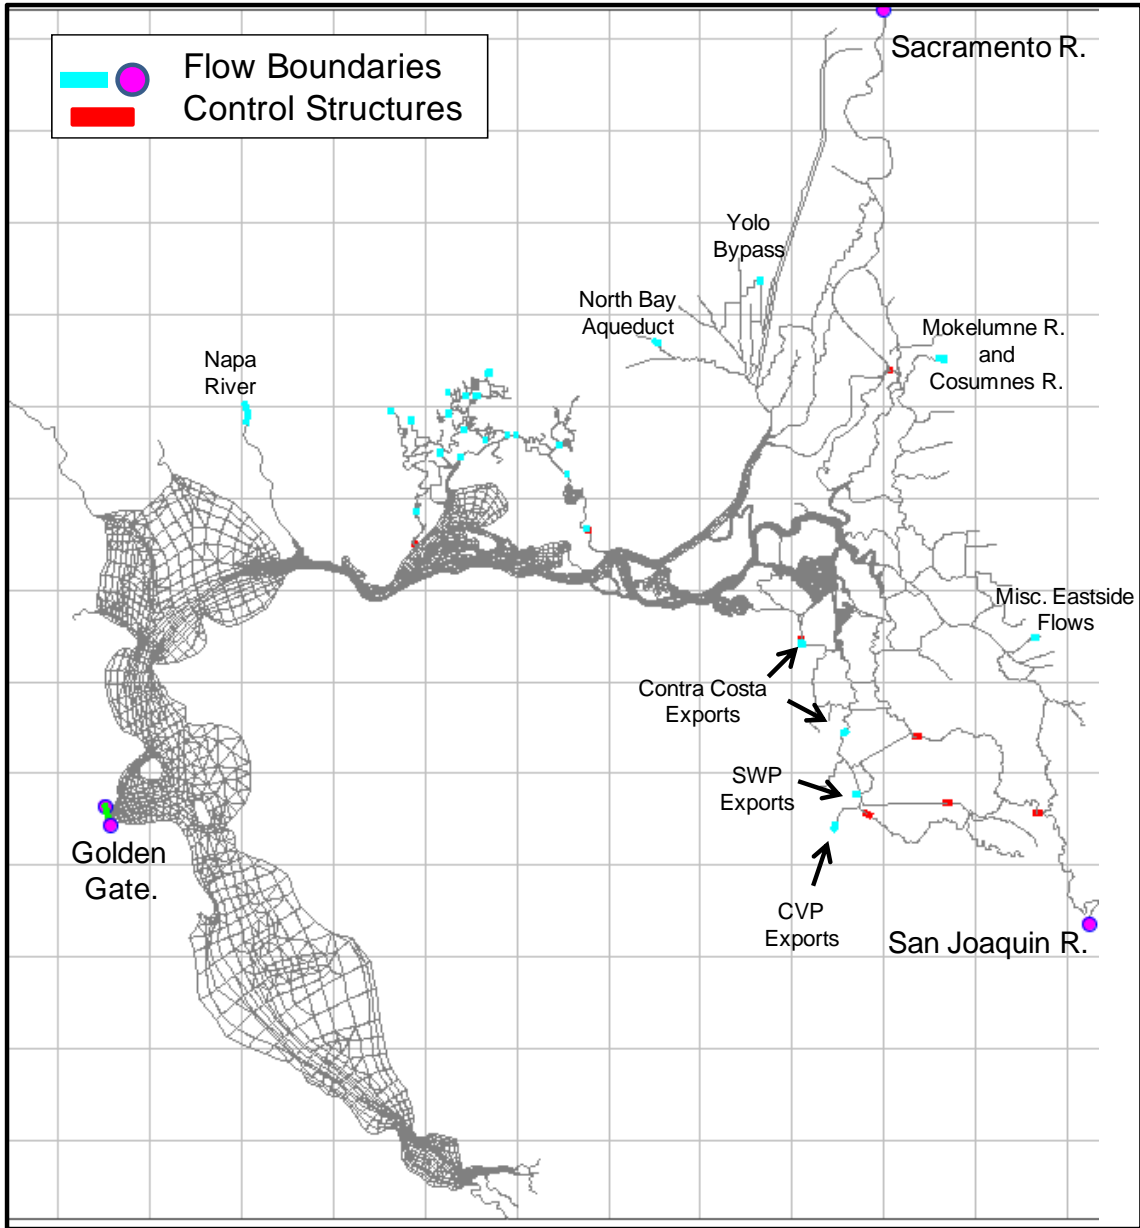 Flow Boundaries
Control Structures
Sacramento R.
Yolo
Bypass
North Bay
Aqueduct
Mokelumne R.
and
Cosumnes R.
Napa
River
Misc. Eastside
Flows
Contra Costa
Exports
SWP
Exports
Golden
Gate.
CVP
Exports
San Joaquin R.